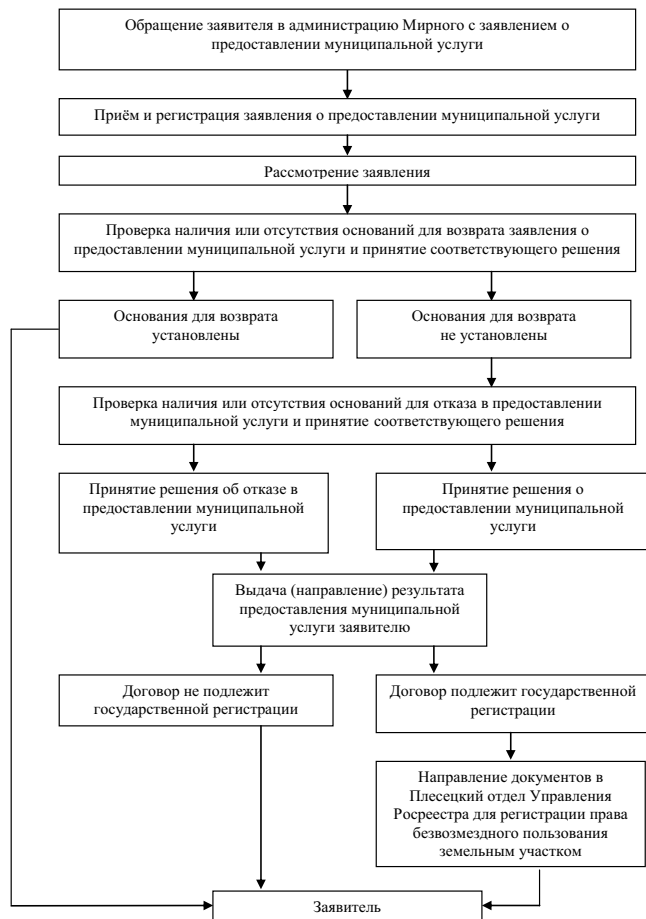 Обращение заявителя в администрацию Мирного с заявлением о
предоставлении муниципальной услуги
Приём и регистрация заявления о предоставлении муниципальной услуги
Рассмотрение заявления
Проверка наличия или отсутствия оснований для возврата заявления о
предоставлении муниципальной услуги и принятие соответствующего решения
Основания для возврата
установлены
Основания для возврата
не установлены
Проверка наличия или отсутствия оснований для отказа в предоставлении
муниципальной услуги и принятие соответствующего решения
Принятие решения об отказе в
предоставлении муниципальной
услуги
Принятие решения о
предоставлении муниципальной
услуги
Выдача (направление) результата
предоставления муниципальной
услуги заявителю
Договор не подлежит
государственной регистрации
Договор подлежит государственной
регистрации
Направление документов в
Плесецкий отдел Управления
Росреестра для регистрации права
безвозмездного пользования
земельным участком
Заявитель